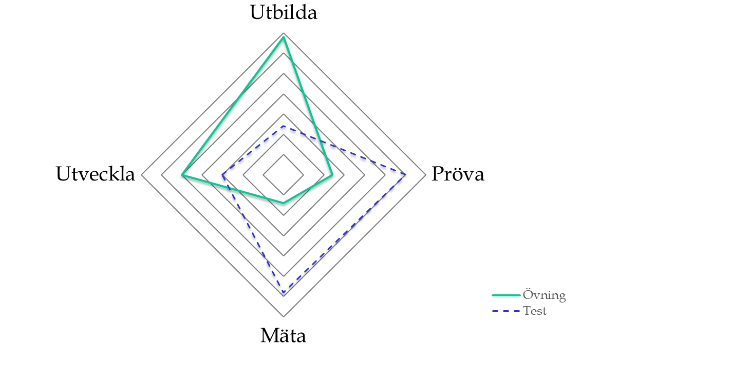 Utbilda
Utveckla
Pröva
Mäta
Övning
Test